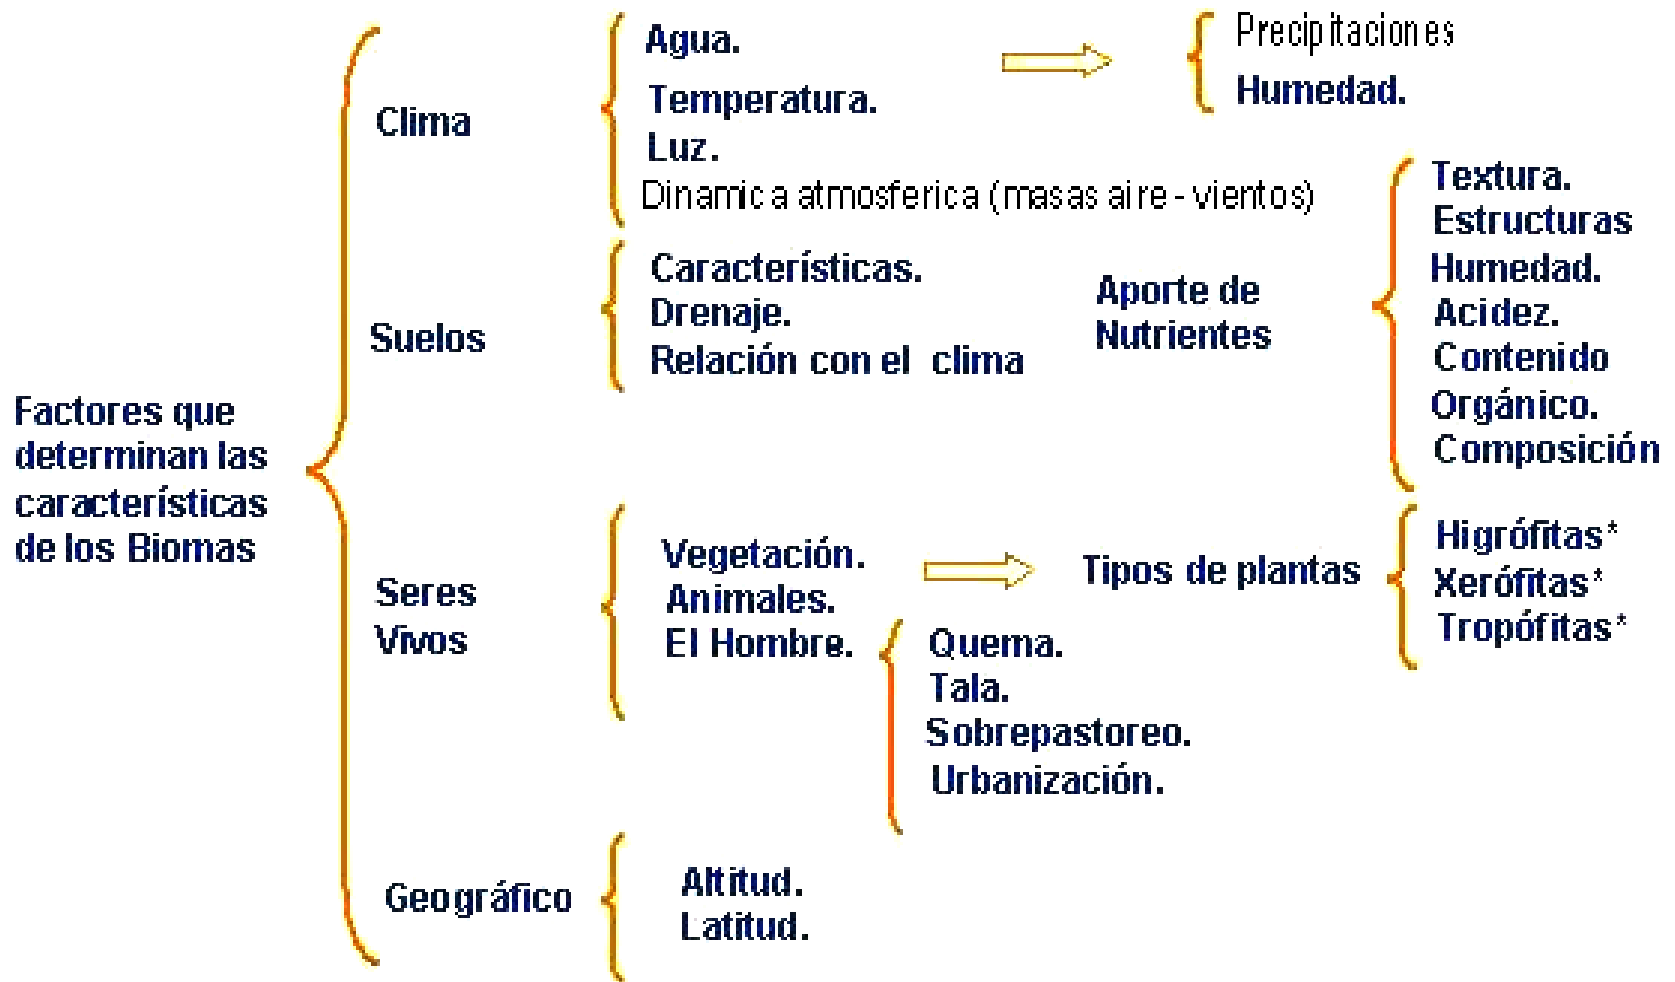 Factores que
determinan las
características
de los Biomas
Clima
Agua.
Temperatura.
Luz.
Dinamica atmosferica (masas aire - vientos)
Precipitaciones
Humedad.
Suelos
Características.
Drenaje.
Relación con el clima
Aporte de
Nutrientes
Textura.
Estructuras
Humedad.
Acidez.
Contenido
Orgánico.
Composición
Seres
Vivos
Vegetación.
Animales.
El Hombre.
Tipos de plantas
Higrófitas*
Xerófitas*
Tropófitas*
Quema.
Tala.
Sobrepastoreo.
Urbanización.
Geográfico
Altitud.
Latitud.